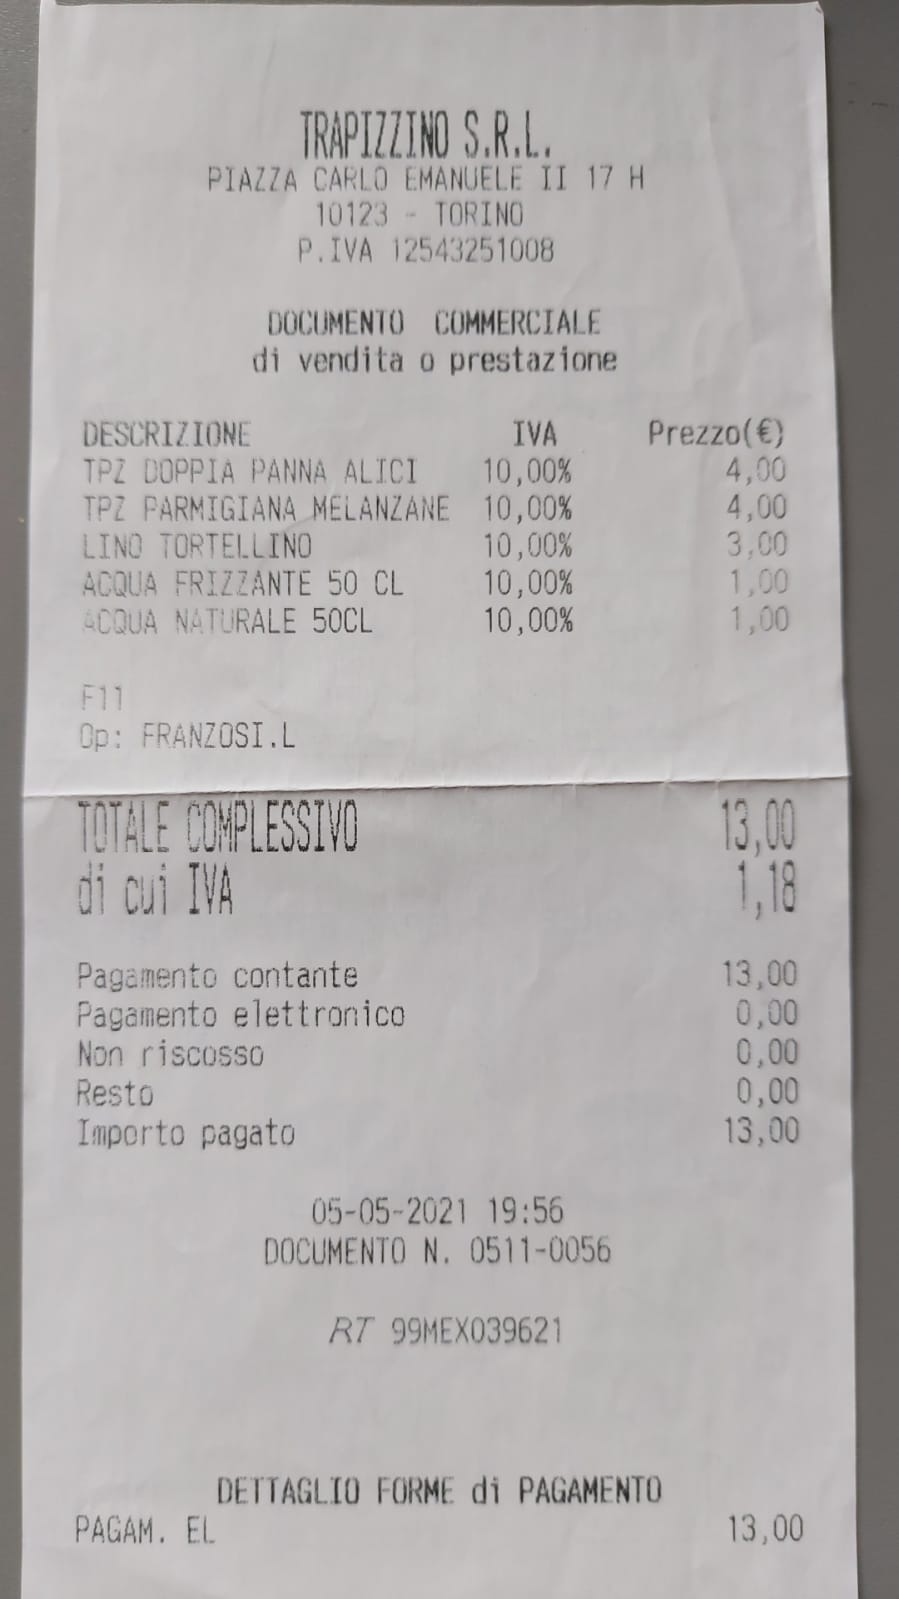 TRAPIZZINO S.R.L.
PIAZZA CARLO EMANUELE II 17 H
10123 - TORINO
P.IVA 12543251008
DOCUMENTO COMMERCIALE
di vendita o prestazione
DESCRIZIONE IVA Prezzo(€)
TPZ DOPPIA PANNA ALICI 10,00% 4,00
TPZ PARMIGIANA MELANZANE 10,00% 4,00
LINO TORTELLINO 10,00% 3,00
ACQUA FRIZZANTE 50 CL 10,00% 1,00
ACQUA NATURALE 50CL 10,00% 1,00
F11
Op: FRANZOSI.L
TOTALE COMPLESSIVO 13,00
di cui IVA 1,18
Pagamento contante 13,00
Pagamento elettronico 0,00
Non riscosso 0,00
Resto 0,00
Importo pagato 13,00
05-05-2021 19:56
DOCUMENTO N. 0511-0056
RT 99MEX039621
DETTAGLIO FORME di PAGAMENTO
PAGAM. EL 13,00